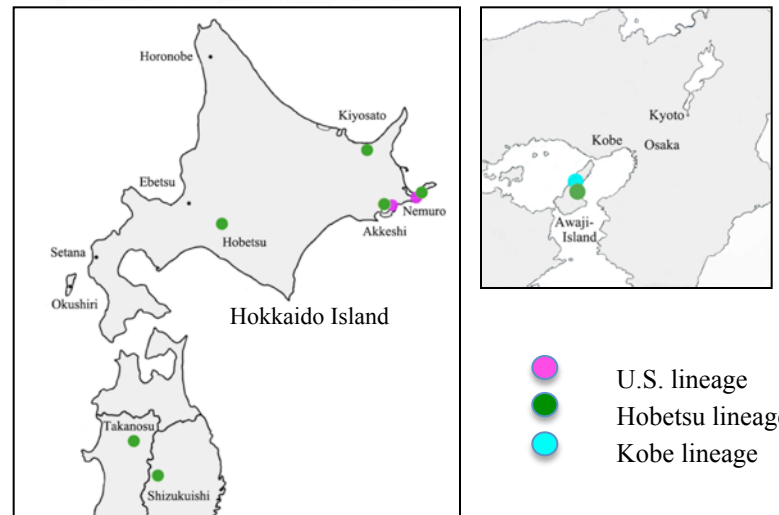 Horonobe
Kiyosato
Ebetsu
Nemuro
Akkeshi
Hobetsu
Setana
Okushiri
Hokkaido Island
Takanosu
Shizukuishi
Kyoto
Kobe
Osaka
Awaji-
Island
U.S. lineage
Hobetsu lineage
Kobe lineage